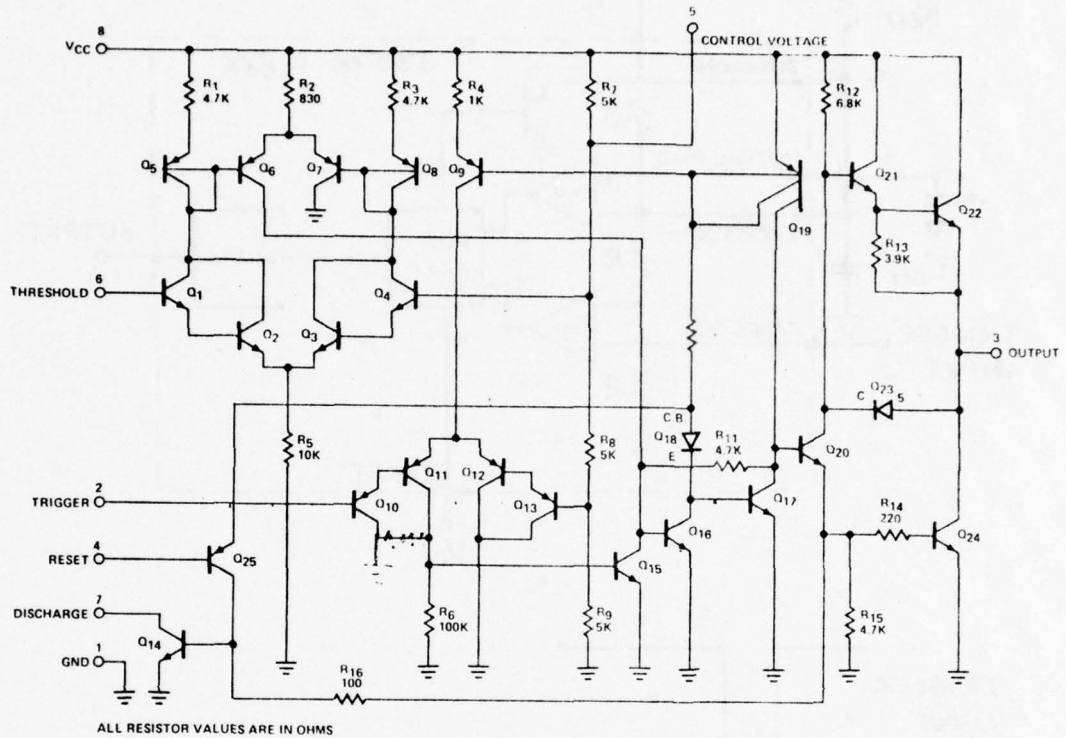 5
CONTROL VOLTAGE
8
VCC
R1
4.7K
R2
830
R3
4.7K
R4
1K
R7
5K
R12
6.8K
Q5
Q6
Q7
Q8
Q9
Q19
Q21
Q22
R13
3.9K
THRESHOLD 6
Q1
Q2
Q3
Q4
3
OUTPUT
Q23
C
5
C.B
Q18
E
R11
4.7K
Q20
R5
10K
R8
5K
Q11
Q12
TRIGGER 2
Q10
Q13
Q17
Q16
R14
220
Q24
RESET 4
Q25
Q15
DISCHARGE 7
Q14
R6
100K
R9
5K
R15
4.7K
GND 1
R16
100
ALL RESISTOR VALUES ARE IN OHMS